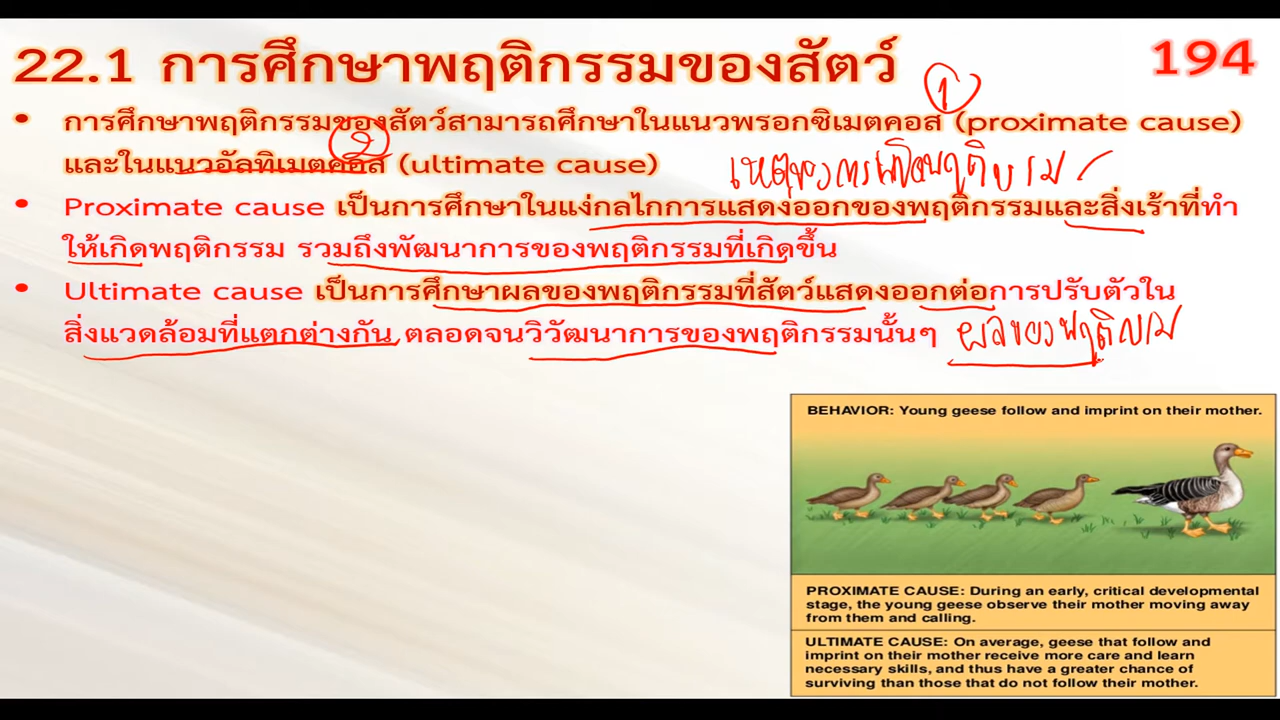 22.1 การศึกษาพฤติกรรมของสัตว์
194
①
• การศึกษาพฤติกรรมของสัตว์สามารถศึกษาในแนวพรอกซิเมตคอส (proximate cause)
②
และในแนวอัลทิเมตคอส (ultimate cause)
เหตุของการเกิดพฤติกรรม
• Proximate cause เป็นการศึกษาในแง่กลไกการแสดงออกของพฤติกรรมและสิ่งเร้าที่ทำ
ให้เกิดพฤติกรรม รวมถึงพัฒนาการของพฤติกรรมที่เกิดขึ้น
• Ultimate cause เป็นการศึกษาผลของพฤติกรรมที่สัตว์แสดงออกต่อการปรับตัวใน
สิ่งแวดล้อมที่แตกต่างกัน ตลอดจนวิวัฒนาการของพฤติกรรมนั้นๆ
ผลของพฤติกรรม
BEHAVIOR: Young geese follow and imprint on their mother.
PROXIMATE CAUSE: During an early, critical developmental
stage, the young geese observe their mother moving away
from them and calling.
ULTIMATE CAUSE: On average, geese that follow and
imprint on their mother receive more care and learn
necessary skills, and thus have a greater chance of
surviving than those that do not follow their mother.